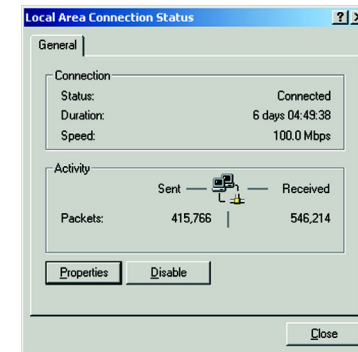 Local Area Connection Status
General
Connection
Status: Connected
Duration: 6 days 04:49:38
Speed: 100.0 Mbps
Activity
Sent Received
Packets: 415,766 546,214
Properties Disable
Close